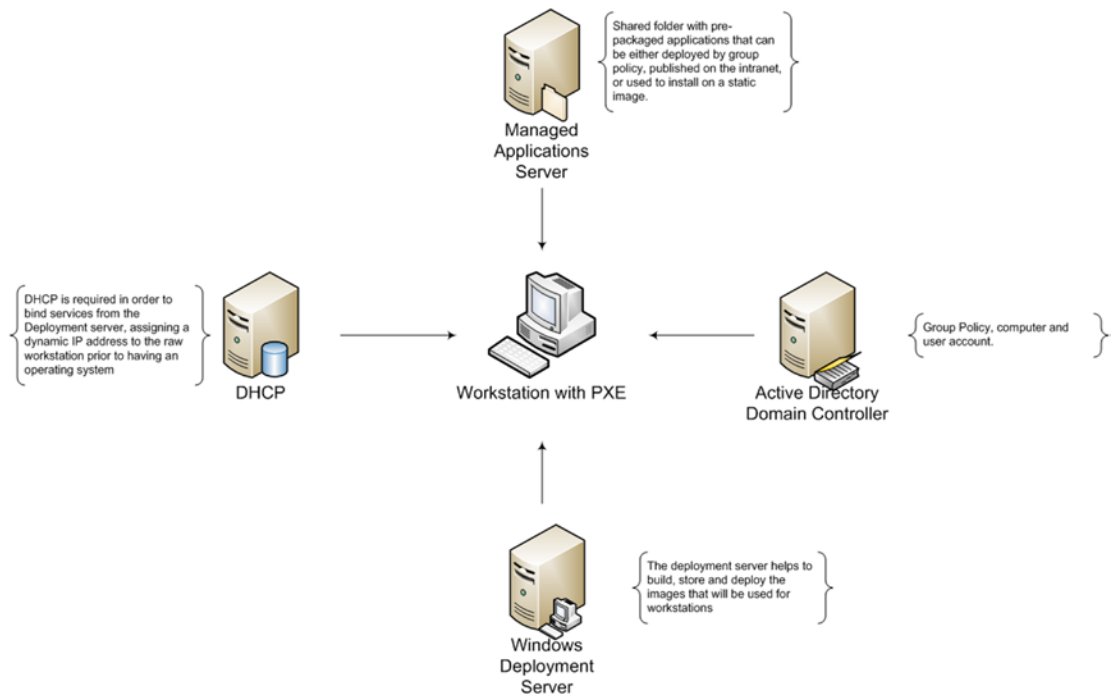 Shared folder with pre-
packaged applications that can
be either deployed by group
policy, published on the intranet,
or used to install on a static
image.
Managed
Applications
Server
DHCP is required in order to
bind services from the
Deployment server, assigning a
dynamic IP address to the raw
workstation prior to having an
operating system
DHCP
Workstation with PXE
Group Policy, computer and
user account.
Active Directory
Domain Controller
The deployment server helps to
build, store and deploy the
images that will be used for
workstations
Windows
Deployment
Server